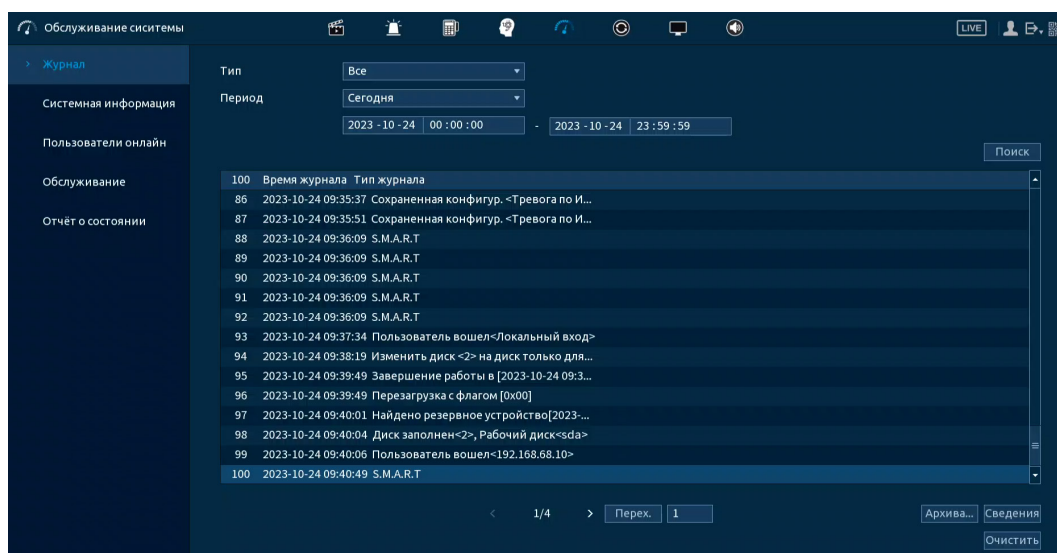 Обслуживание сиситемы LIVE
Журнал
Системная информация
Пользователи онлайн
Обслуживание
Отчёт о состоянии
Тип Все
Период Сегодня
2023 -10 -24 00 : 00 : 00 - 2023 -10 -24 23 : 59 : 59
Поиск
100 Время журнала Тип журнала
86 2023-10-24 09:35:37 Сохраненная конфигур. <Тревога по И...
87 2023-10-24 09:35:51 Сохраненная конфигур. <Тревога по И...
88 2023-10-24 09:36:09 S.M.A.R.T
89 2023-10-24 09:36:09 S.M.A.R.T
90 2023-10-24 09:36:09 S.M.A.R.T
91 2023-10-24 09:36:09 S.M.A.R.T
92 2023-10-24 09:36:09 S.M.A.R.T
93 2023-10-24 09:37:34 Пользователь вошел<Локальный вход>
94 2023-10-24 09:38:19 Изменить диск <2> на диск только для...
95 2023-10-24 09:39:49 Завершение работы в [2023-10-24 09:3...
96 2023-10-24 09:39:49 Перезагрузка с флагом [0x00]
97 2023-10-24 09:40:01 Найдено резервное устройство[2023-...
98 2023-10-24 09:40:04 Диск заполнен<2>, Рабочий диск<sda>
99 2023-10-24 09:40:06 Пользователь вошел<192.168.68.10>
100 2023-10-24 09:40:49 S.M.A.R.T
< 1/4 > Перех. 1 Архива... Сведения
Очистить